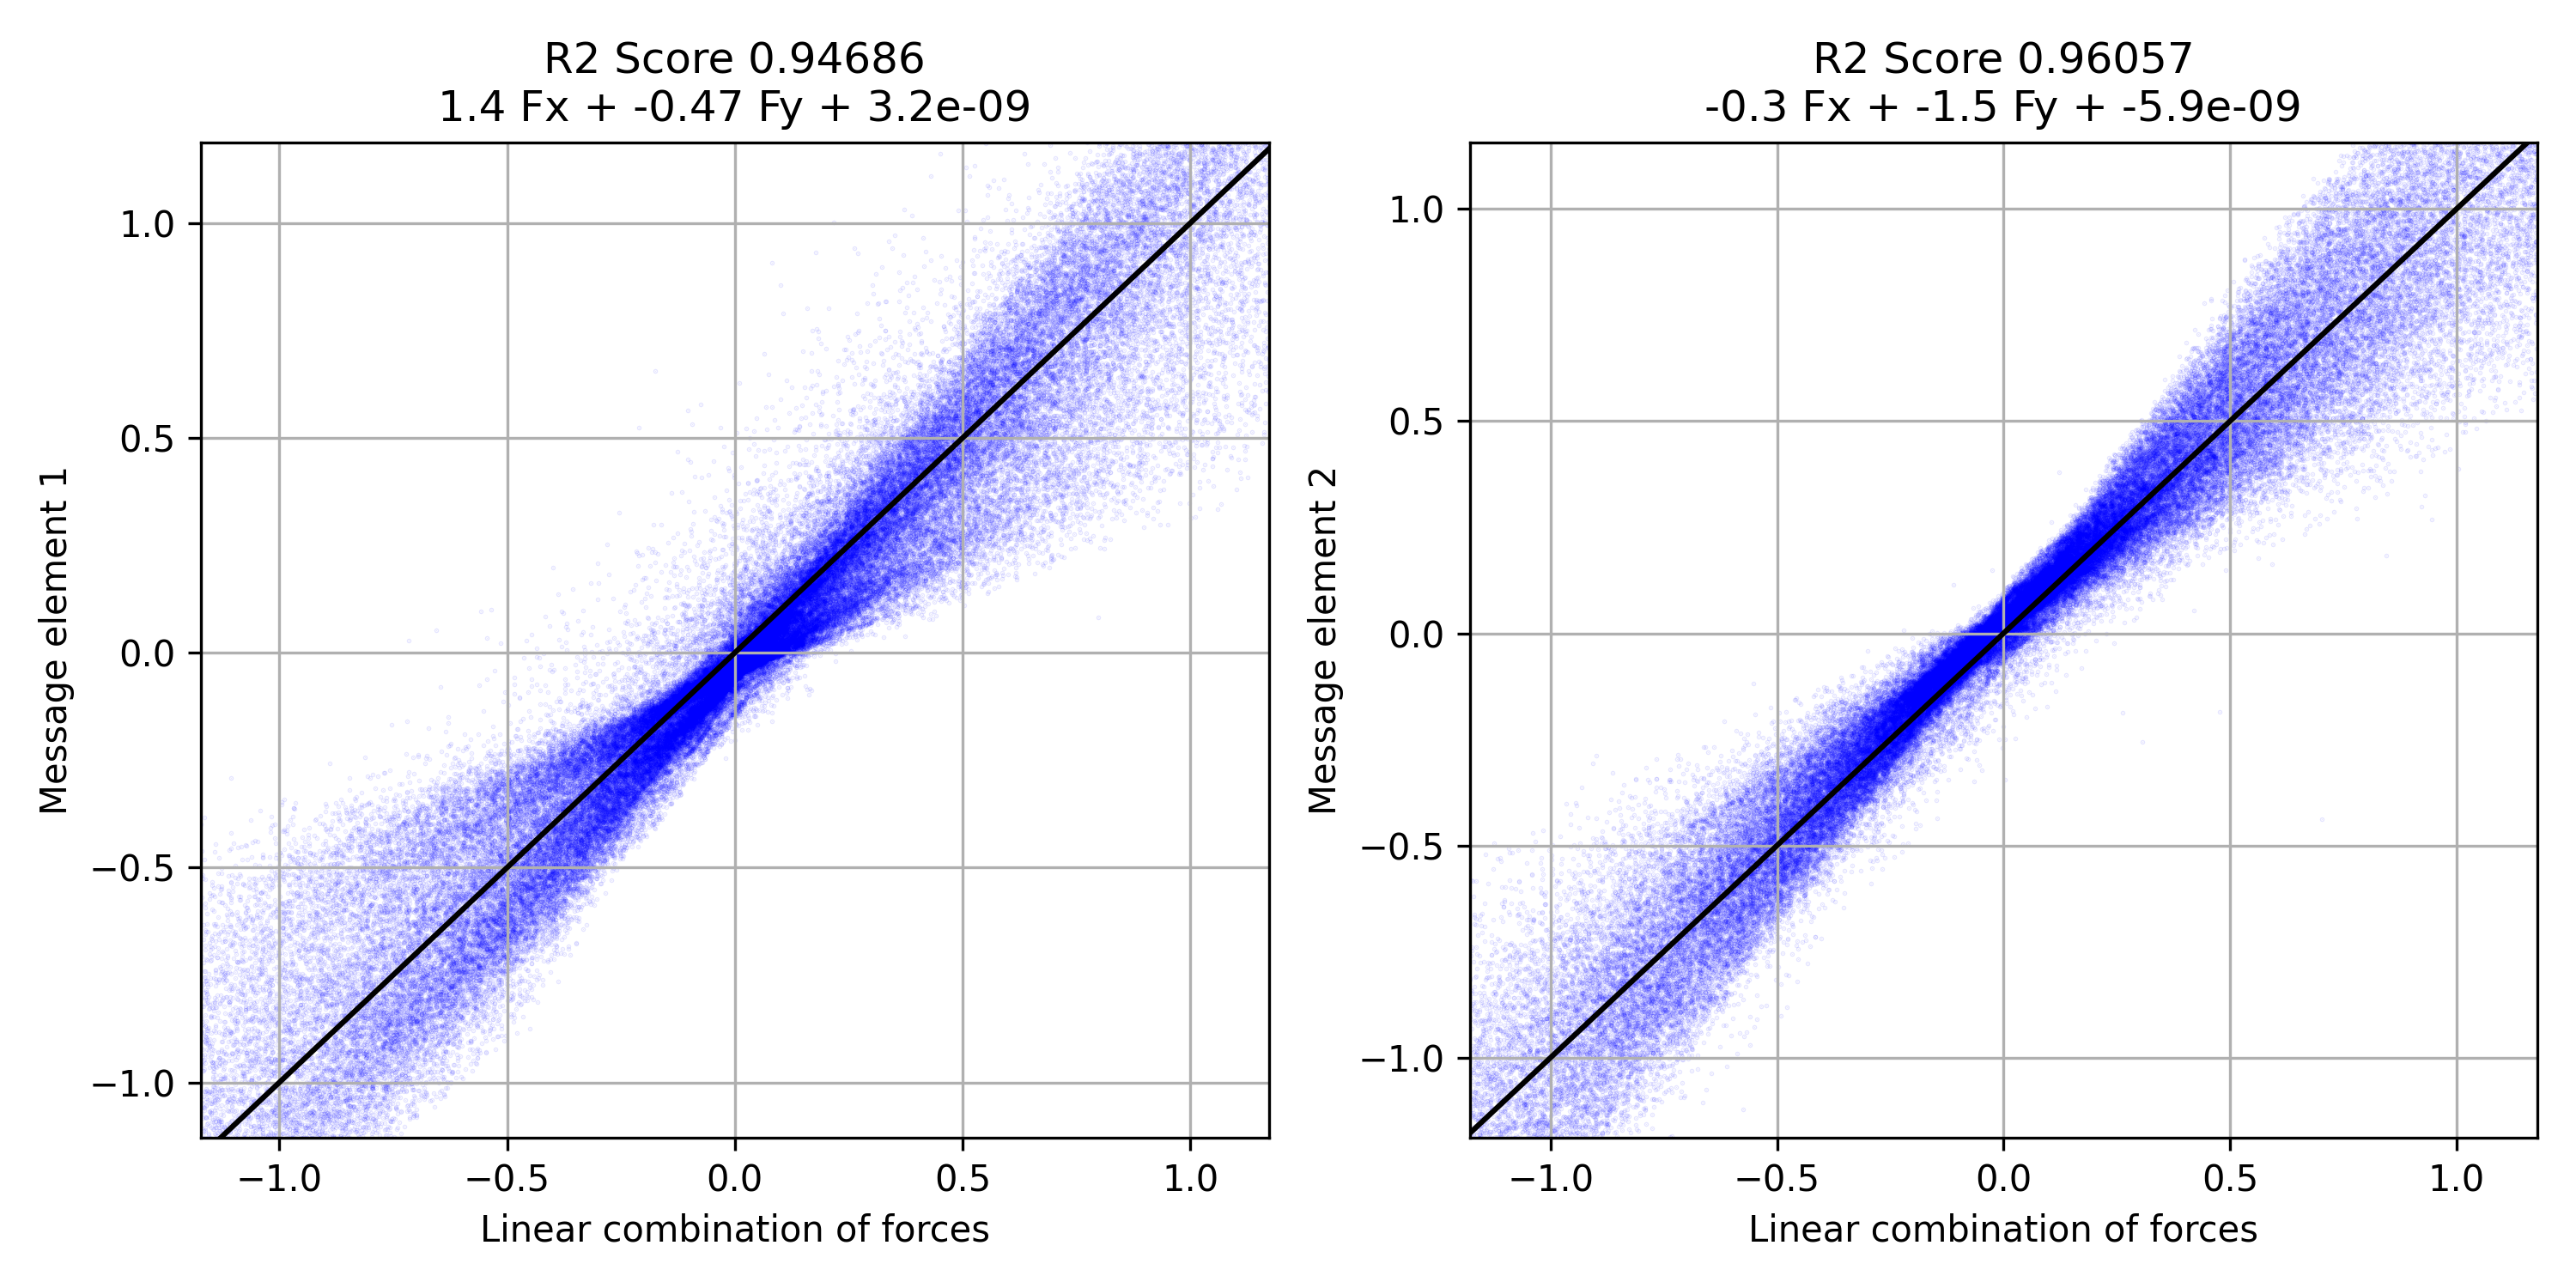 R2 Score 0.94686
1.4 Fx + -0.47 Fy + 3.2e-09
Message element 1
1.0
0.5
0.0
−0.5
−1.0
−1.0 −0.5 0.0 0.5 1.0
Linear combination of forces
R2 Score 0.96057
-0.3 Fx + -1.5 Fy + -5.9e-09
Message element 2
1.0
0.5
0.0
−0.5
−1.0
−1.0 −0.5 0.0 0.5 1.0
Linear combination of forces